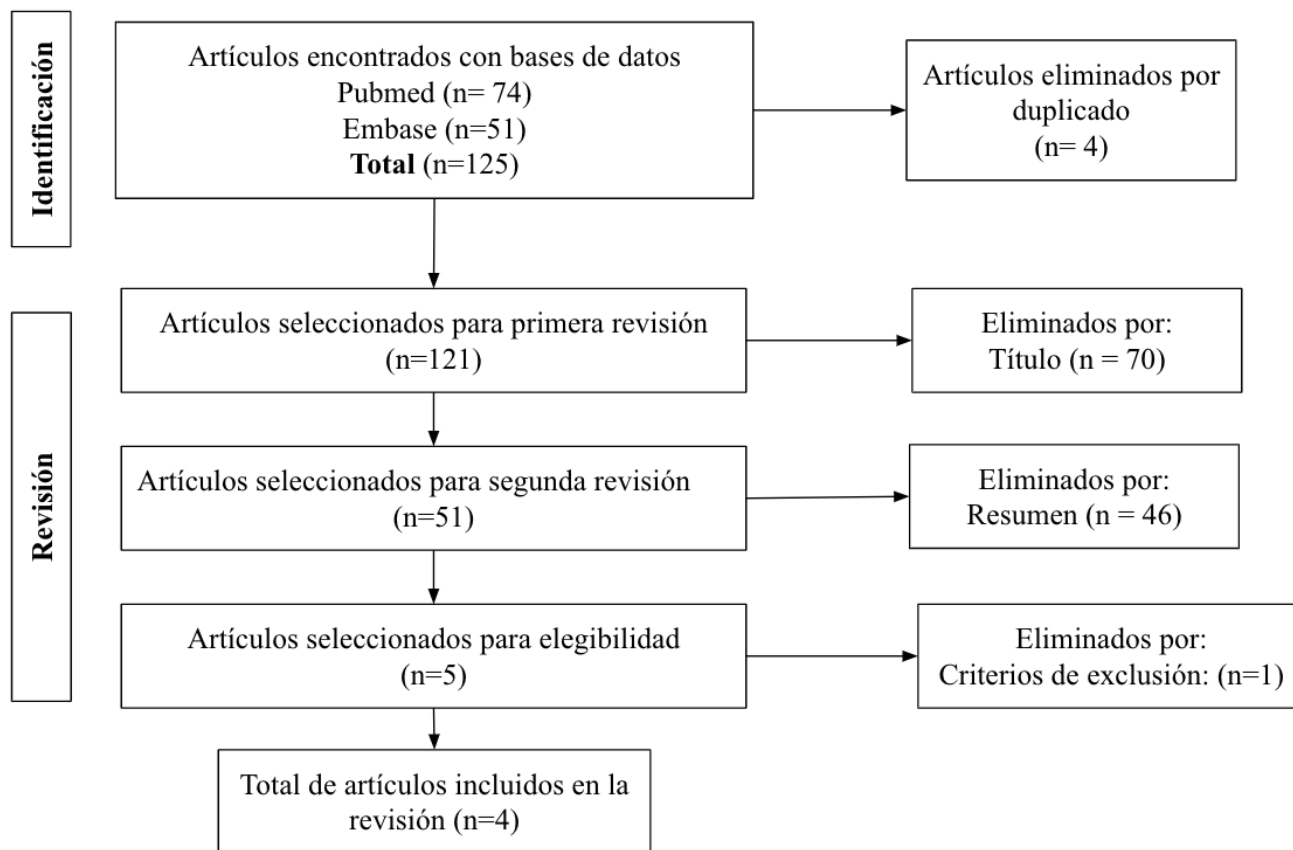 Identificación
Artículos encontrados con bases de datos
Pubmed (n= 74)
Embase (n=51)
Total (n=125)
Artículos eliminados por
duplicado
(n= 4)
Revisión
Artículos seleccionados para primera revisión
(n=121)
Eliminados por:
Título (n = 70)
Artículos seleccionados para segunda revisión
(n=51)
Eliminados por:
Resumen (n = 46)
Artículos seleccionados para elegibilidad
(n=5)
Eliminados por:
Criterios de exclusión: (n=1)
Total de artículos incluidos en la
revisión (n=4)